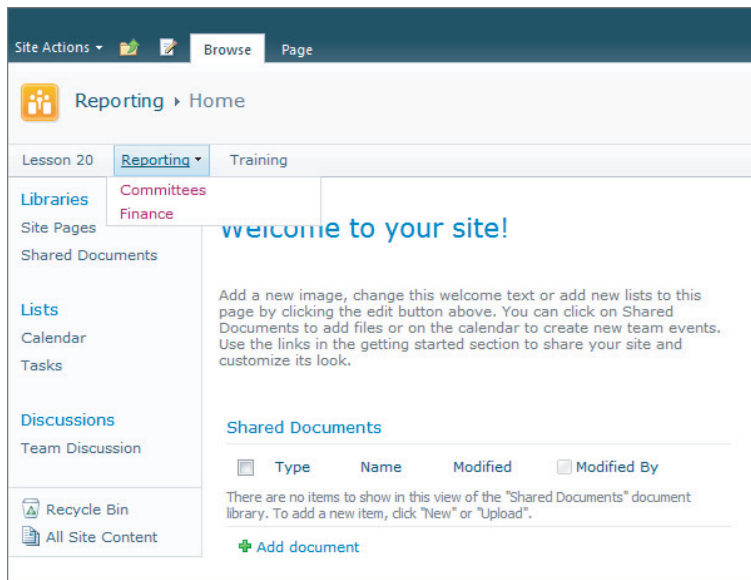 Site Actions
Browse
Page
Reporting Home
Lesson 20
Reporting
Training
Committees
Finance
Libraries
Site Pages
Shared Documents
Lists
Calendar
Tasks
Discussions
Team Discussion
Recycle Bin
All Site Content
Welcome to your site!
Add a new image, change this welcome text or add new lists to this
page by clicking the edit button above. You can click on Shared
Documents to add files or on the calendar to create new team events.
Use the links in the getting started section to share your site and
customize its look.
Shared Documents
Type Name Modified Modified By
There are no items to show in this view of the "Shared Documents" document
library. To add a new item, click "New" or "Upload".
Add document